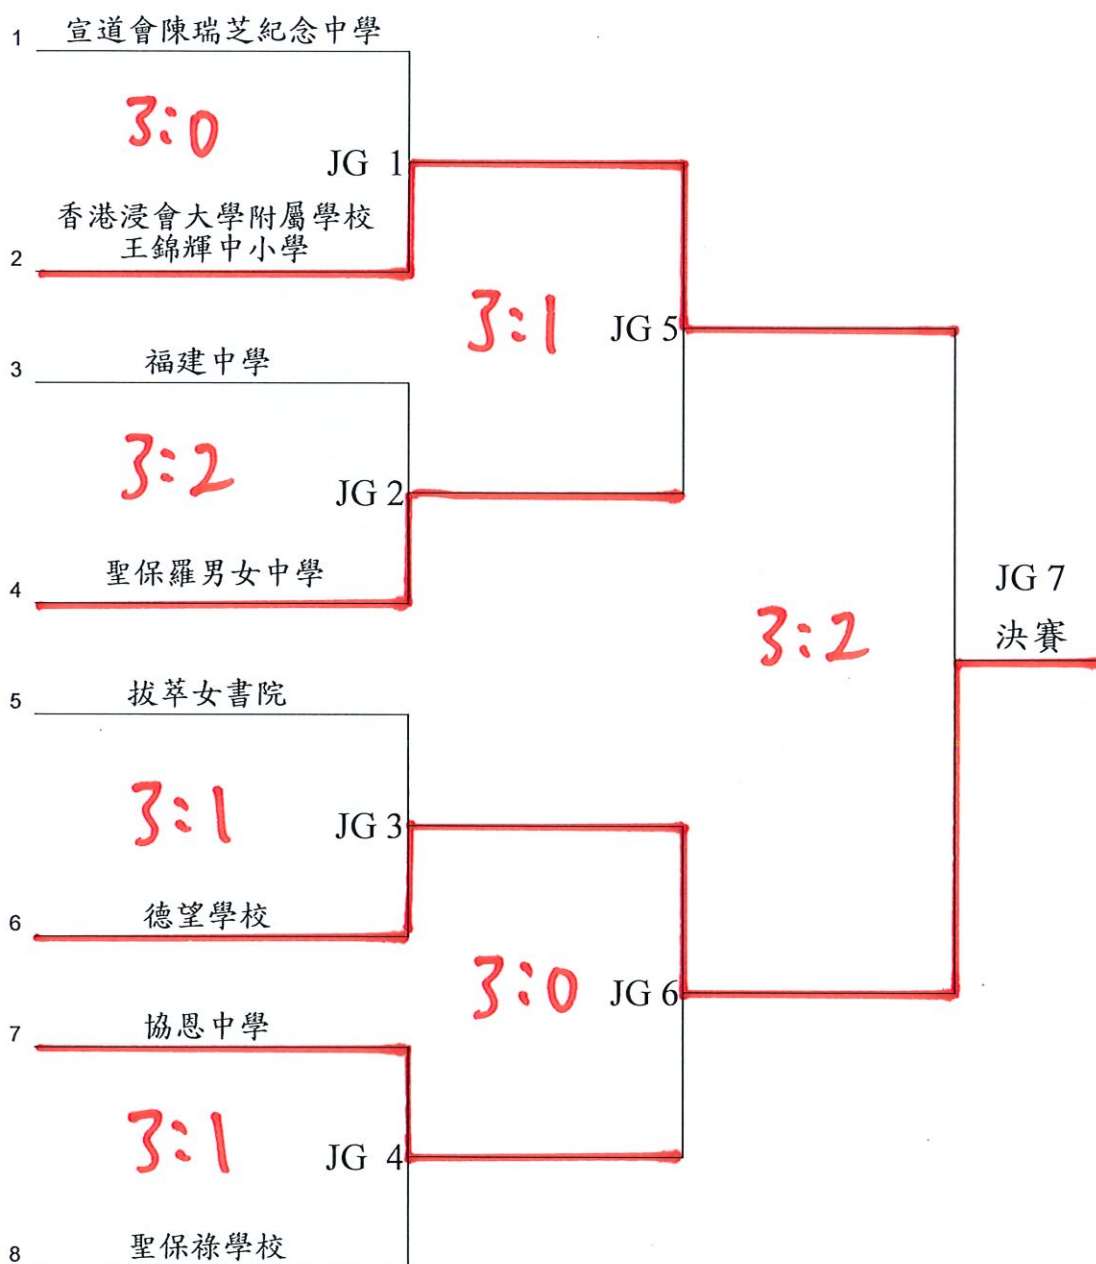 1 宣道會陳瑞芝紀念中學
3:0
JG 1
香港浸會大學附屬學校
2 王錦輝中小學
3:1
JG 5
3 福建中學
3:2
JG 2
4 聖保羅男女中學
JG 7
3:2
決賽
5 拔萃女書院
3:1
JG 3
6 德望學校
3:0
JG 6
7 協恩中學
3:1
JG 4
8 聖保祿學校